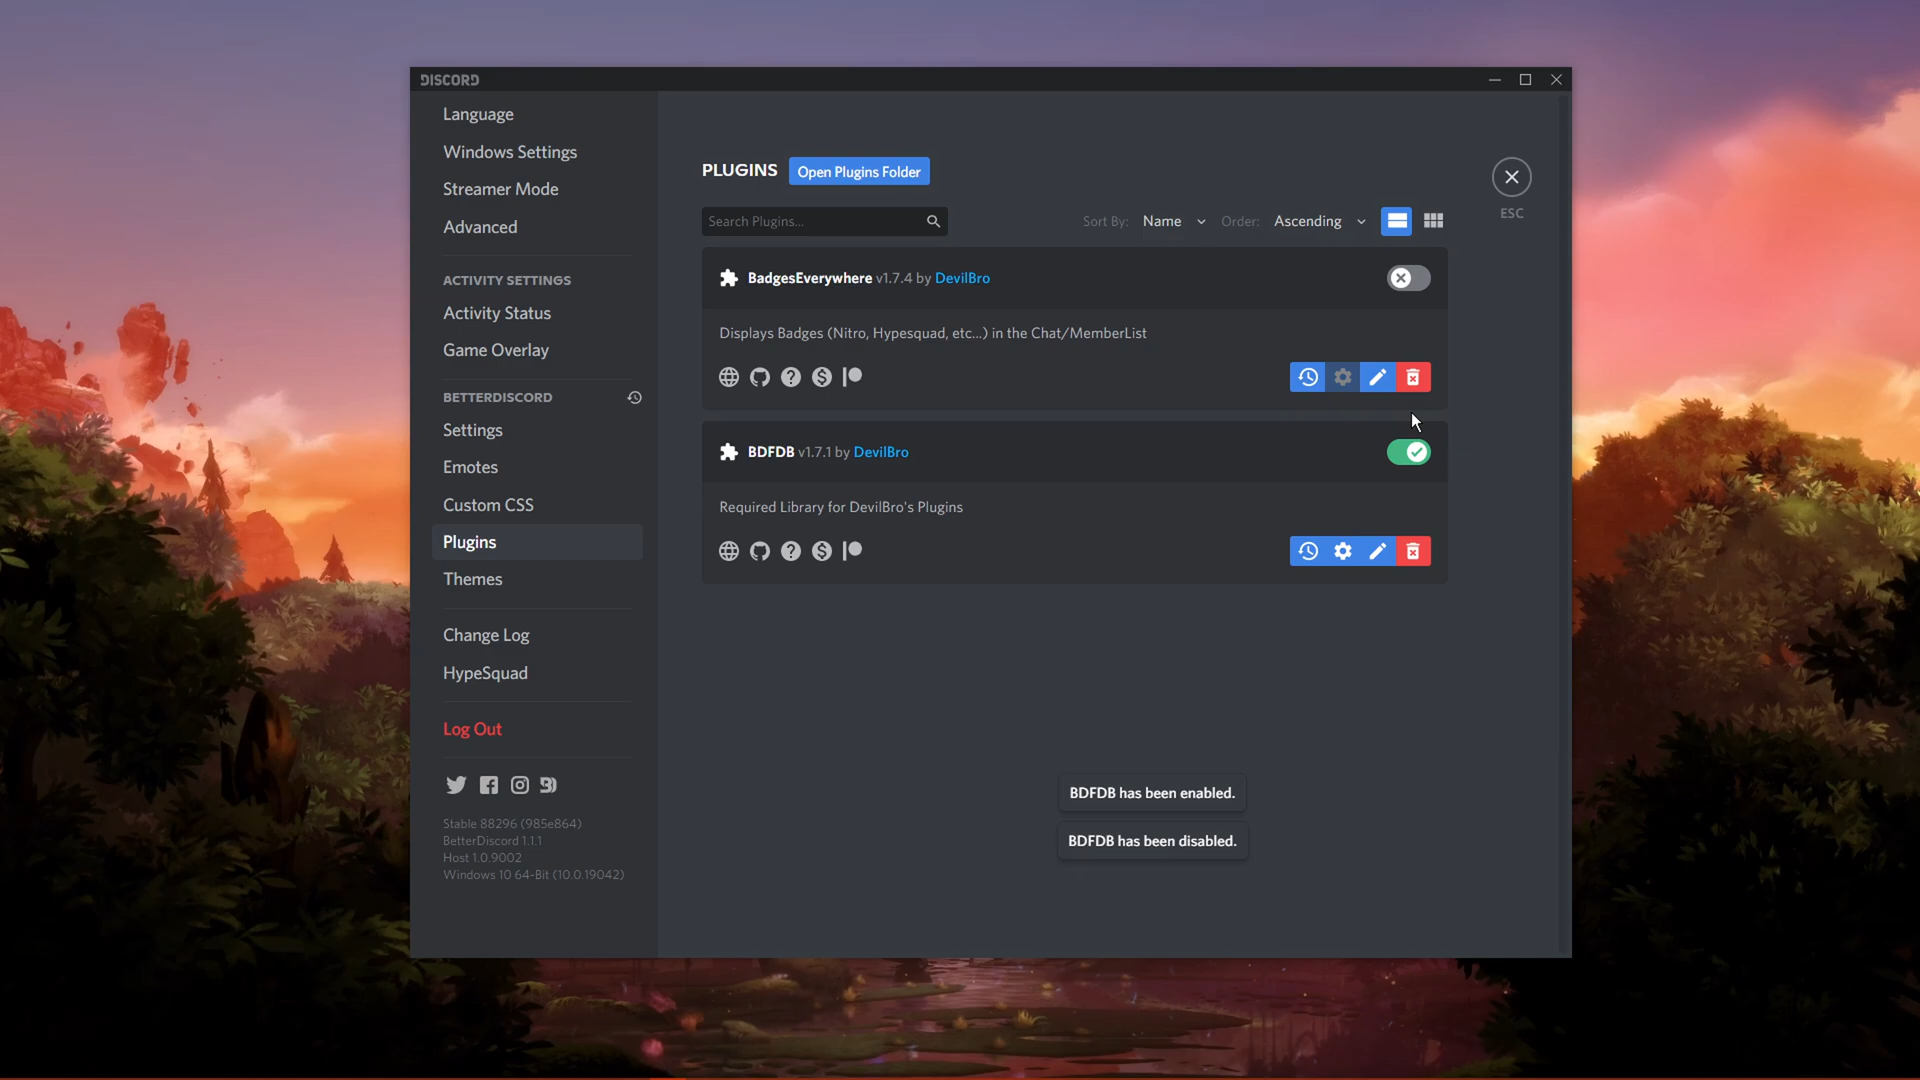 DISCORD
Language
Windows Settings
Streamer Mode
Advanced
ACTIVITY SETTINGS
Activity Status
Game Overlay
BETTERDISCORD
Settings
Emotes
Custom CSS
Plugins
Themes
Change Log
HypeSquad
Log Out
Stable 88296 (985e864)
BetterDiscord 1.1.1
Host 1.0.9002
Windows 10 64-Bit (10.0.19042)
PLUGINS
Open Plugins Folder
Search Plugins...
Sort By: Name Order: Ascending
ESC
BadgesEverywhere v1.7.4 by DevilBro
Displays Badges (Nitro, Hypesquad, etc...) in the Chat/MemberList
BDFDB v1.7.1 by DevilBro
Required Library for DevilBro's Plugins
BDFDB has been enabled.
BDFDB has been disabled.